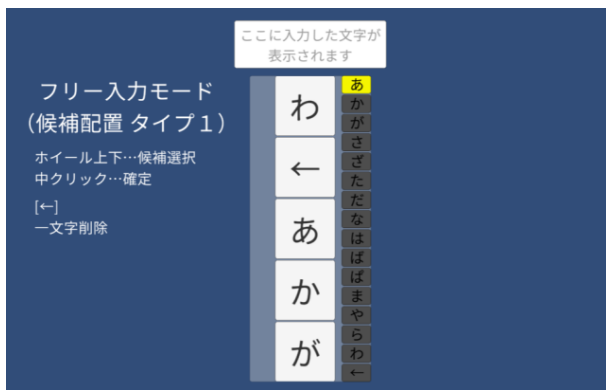 ここに入力した文字が
表示されます
フリー入力モード
(候補配置 タイプ1)
ホイール上下…候補選択
中クリック…確定
[←]
一文字削除
わ
←
あ
か
が
あ
か
が
さ
ざ
た
だ
な
は
ば
ぱ
ま
や
ら
わ
←